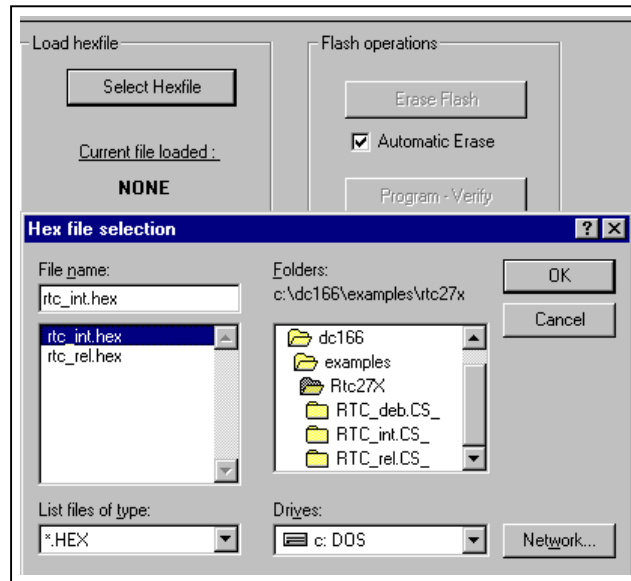 Load hexfile
Select Hexfile
Current file loaded :
NONE
Flash operations
Erase Flash
Automatic Erase
Program - Verify
Hex file selection
File name:
rtc_int.hex
rtc_int.hex
rtc_rel.hex
Folders:
c:\dc166\examples\rtc27x
dc166
examples
Rtc27X
RTC_deb.CS_
RTC_int.CS_
RTC_rel.CS_
OK
Cancel
List files of type:
*.HEX
Drives:
c: DOS
Network...